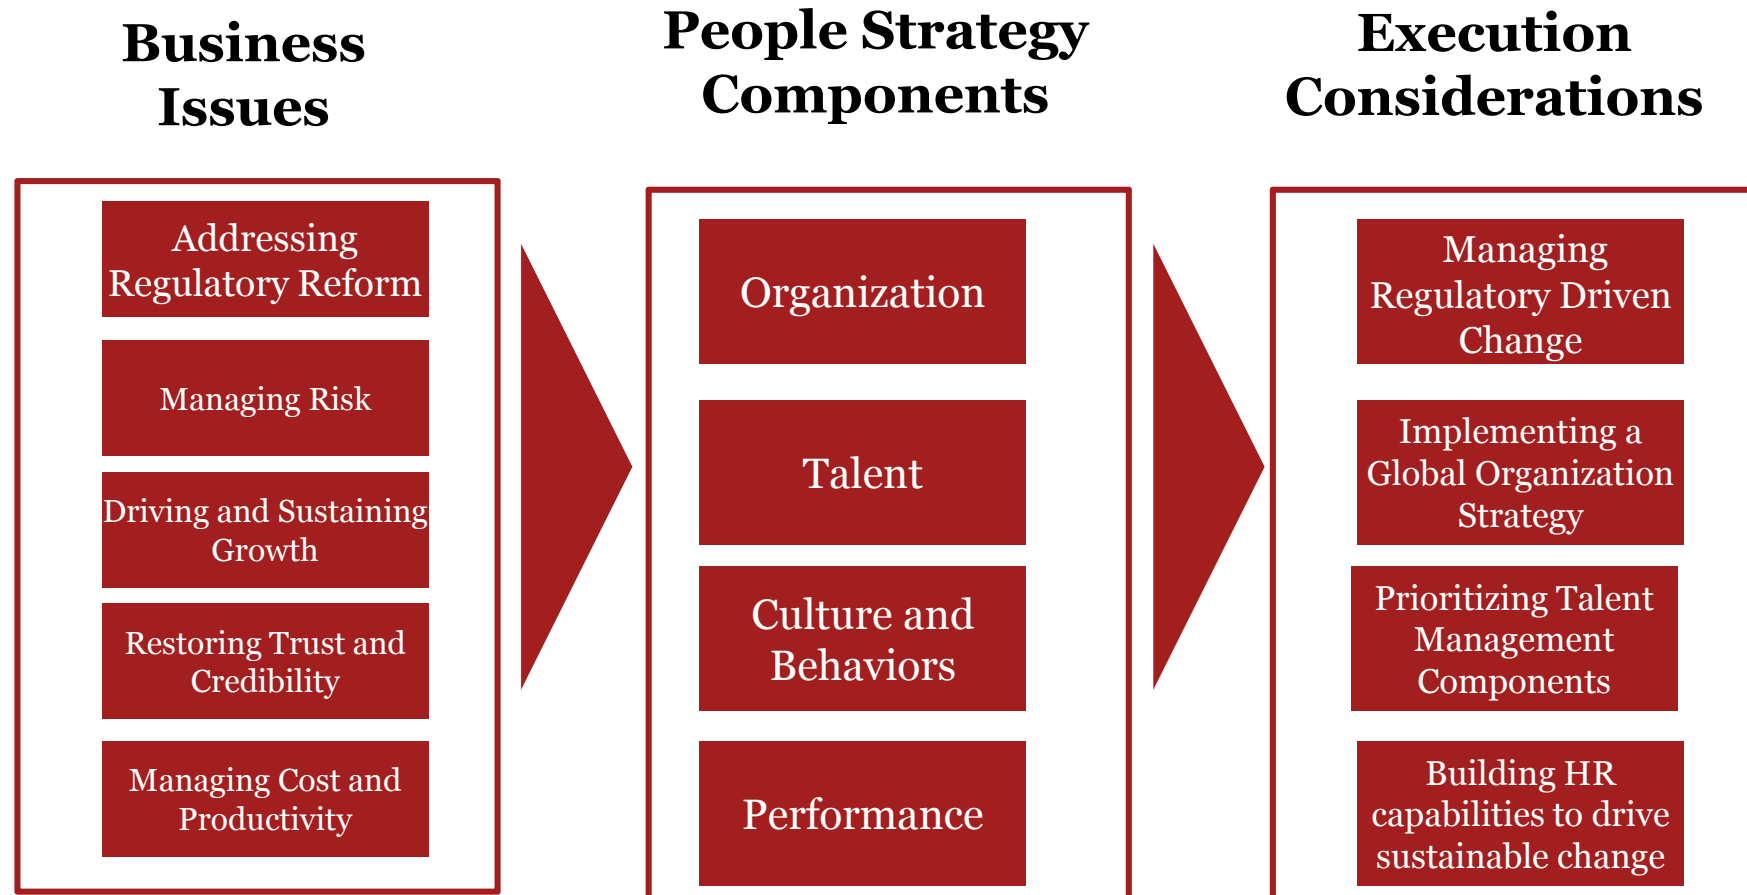 Business
Issues
Addressing
Regulatory Reform
Managing Risk
Driving and Sustaining
Growth
Restoring Trust and
Credibility
Managing Cost and
Productivity
People Strategy
Components
Organization
Talent
Culture and
Behaviors
Performance
Execution
Considerations
Managing
Regulatory Driven
Change
Implementing a
Global Organization
Strategy
Prioritizing Talent
Management
Components
Building HR
capabilities to drive
sustainable change